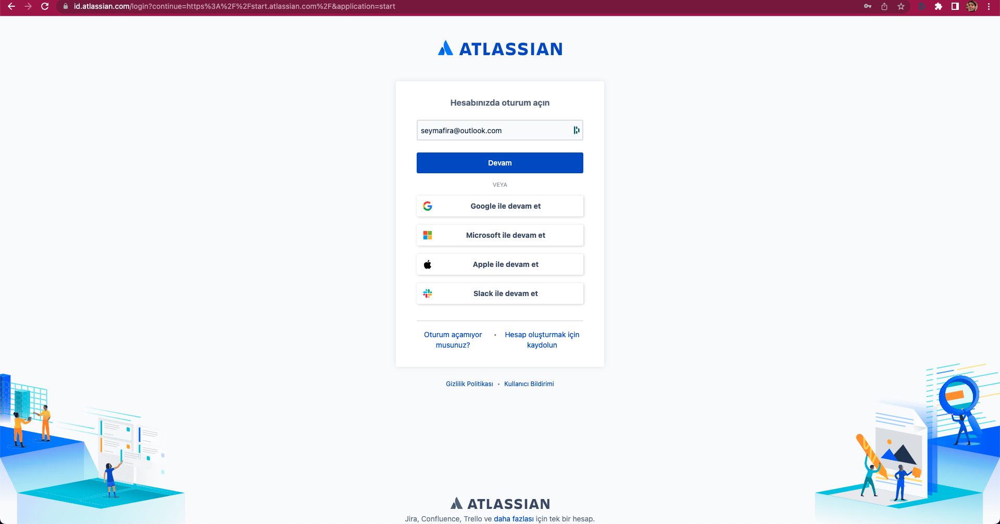 id.atlassian.com/login?continue=https%3A%2F%2Fstart.atlassian.com%2F&application=start
ATLASSIAN
Hesabınızda oturum açın
seymafira@outlook.com
Devam
VEYA
Google ile devam et
Microsoft ile devam et
Apple ile devam et
Slack ile devam et
Oturum açamıyor
musunuz?
•
Hesap oluşturmak için
kaydolun
Gizlilik Politikası • Kullanıcı Bildirimi
ATLASSIAN
Jira, Confluence, Trello ve daha fazlası için tek bir hesap.